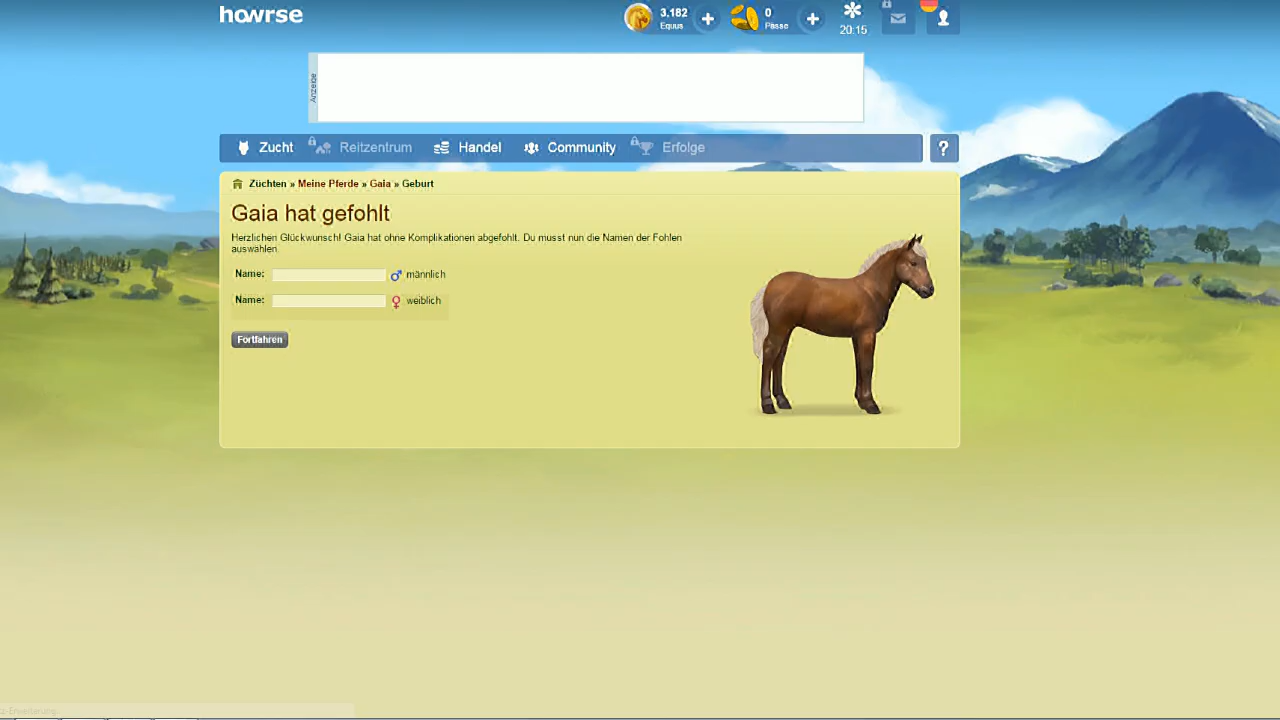 howrse
3.182
Equus
0
Pässe
20:15
Anzeige
Zucht Reitzentrum Handel Community Erfolge ?
Züchten » Meine Pferde » Gaia » Geburt
Gaia hat gefohlt
Herzlichen Glückwunsch! Gaia hat ohne Komplikationen abgefohlt. Du musst nun die Namen der Fohlen
auswählen.
Name: männlich
Name: weiblich
Fortfahren